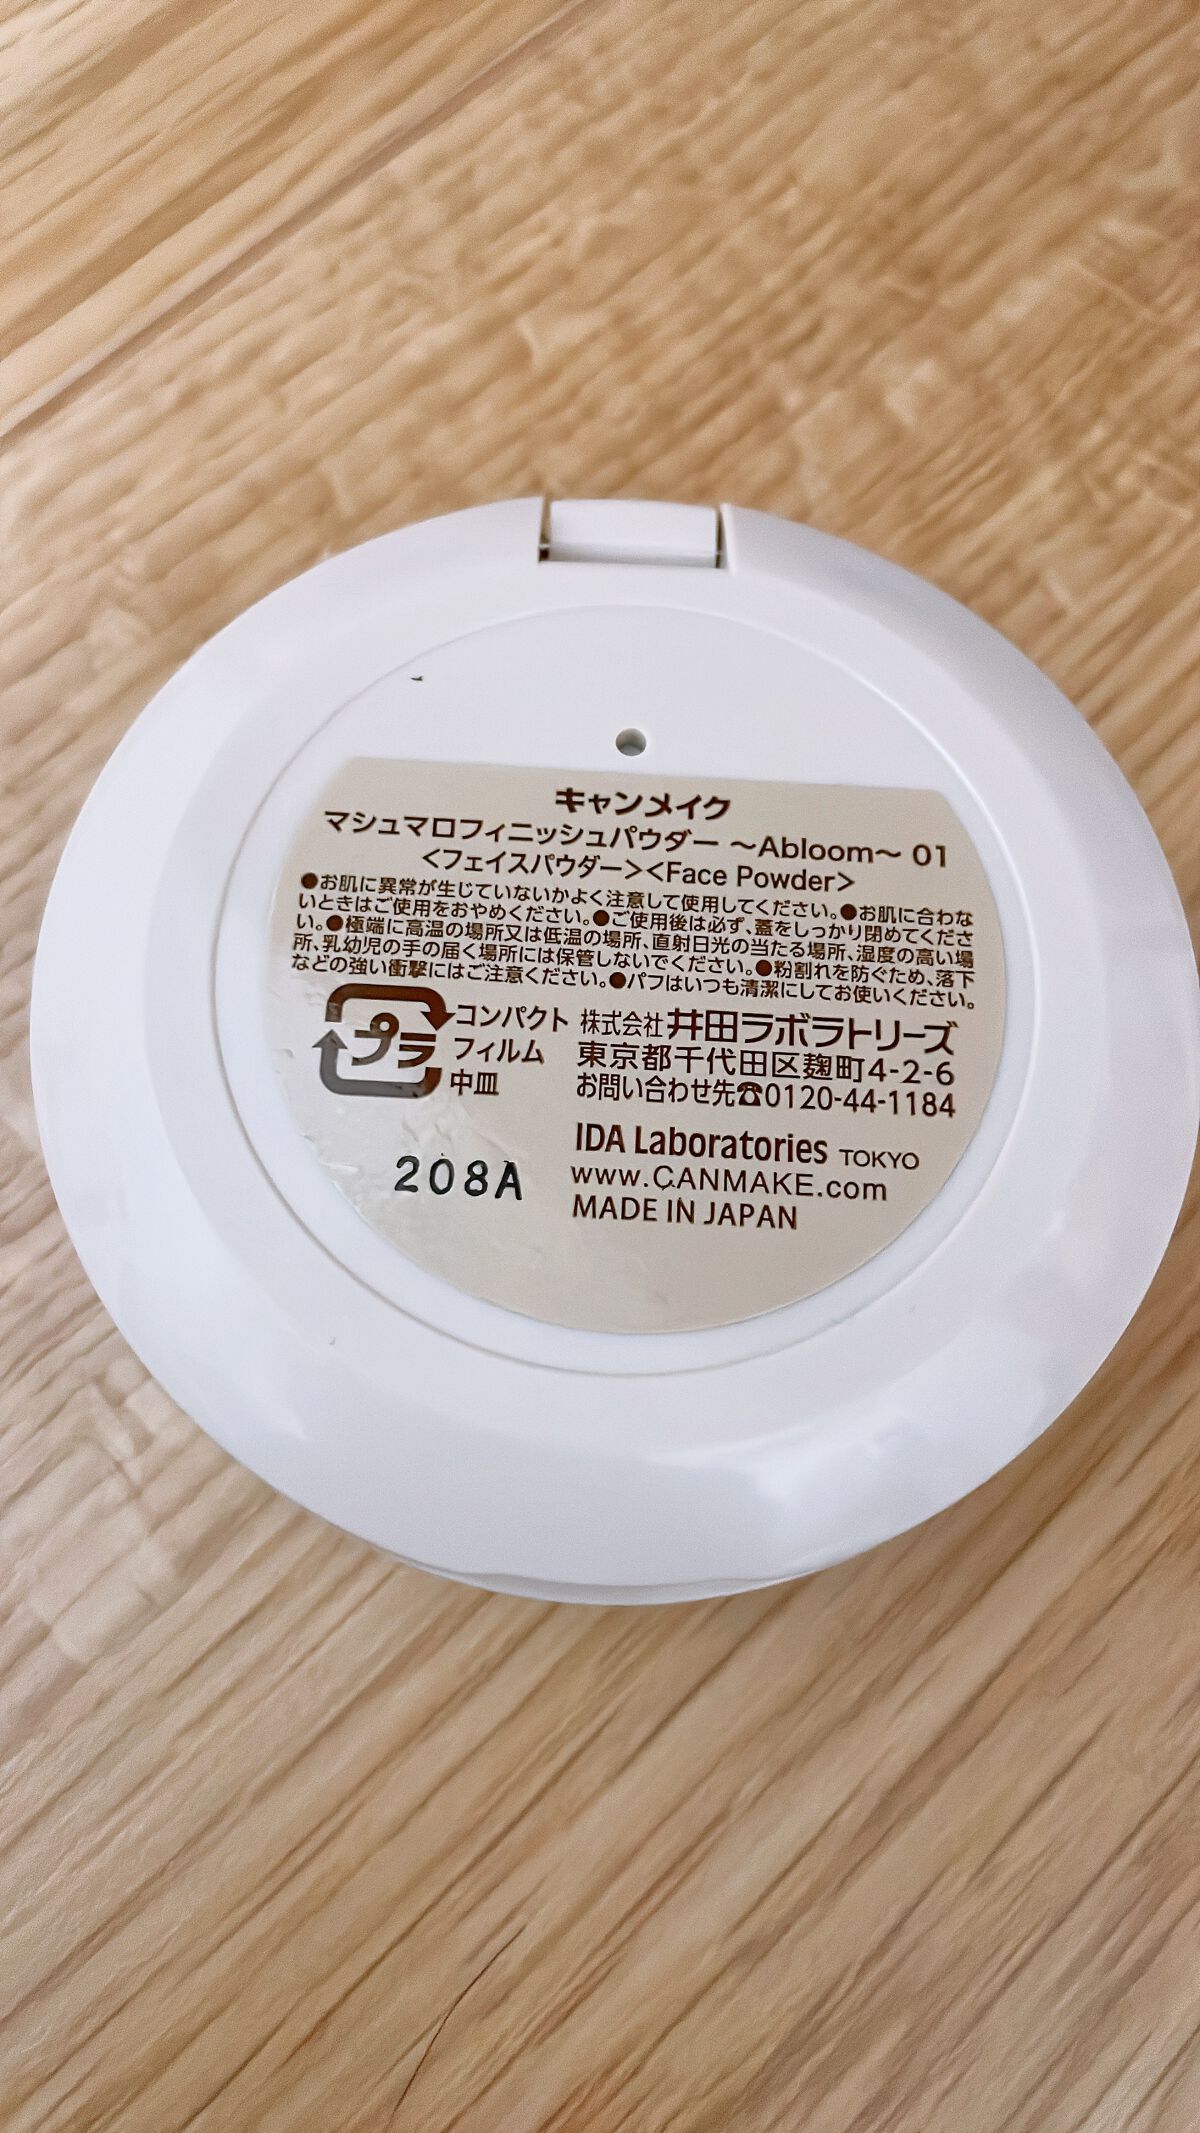 キャンメイク
マシュマロフィニッシュパウダー ～Abloom～ 01
<フェイスパウダー><Face Powder>
●お肌に異常が生じていないかよく注意して使用してください。●お肌に合わな
いときはご使用をおやめください。●ご使用後は必ず、蓋をしっかり閉めてくださ
い。●極端に高温の場所又は低温の場所、直射日光の当たる場所、湿度の高い場
所、乳幼児の手の届く場所には保管しないでください。●粉割れを防ぐため、落下
などの強い衝撃にはご注意ください。●パフはいつも清潔にしてお使いください。
プラ
コンパクト
フィルム
中皿
株式会社 井田ラボラトリーズ
東京都千代田区麹町4-2-6
お問い合わせ先☎0120-44-1184
IDA Laboratories TOKYO
www.CANMAKE.com
MADE IN JAPAN
208A